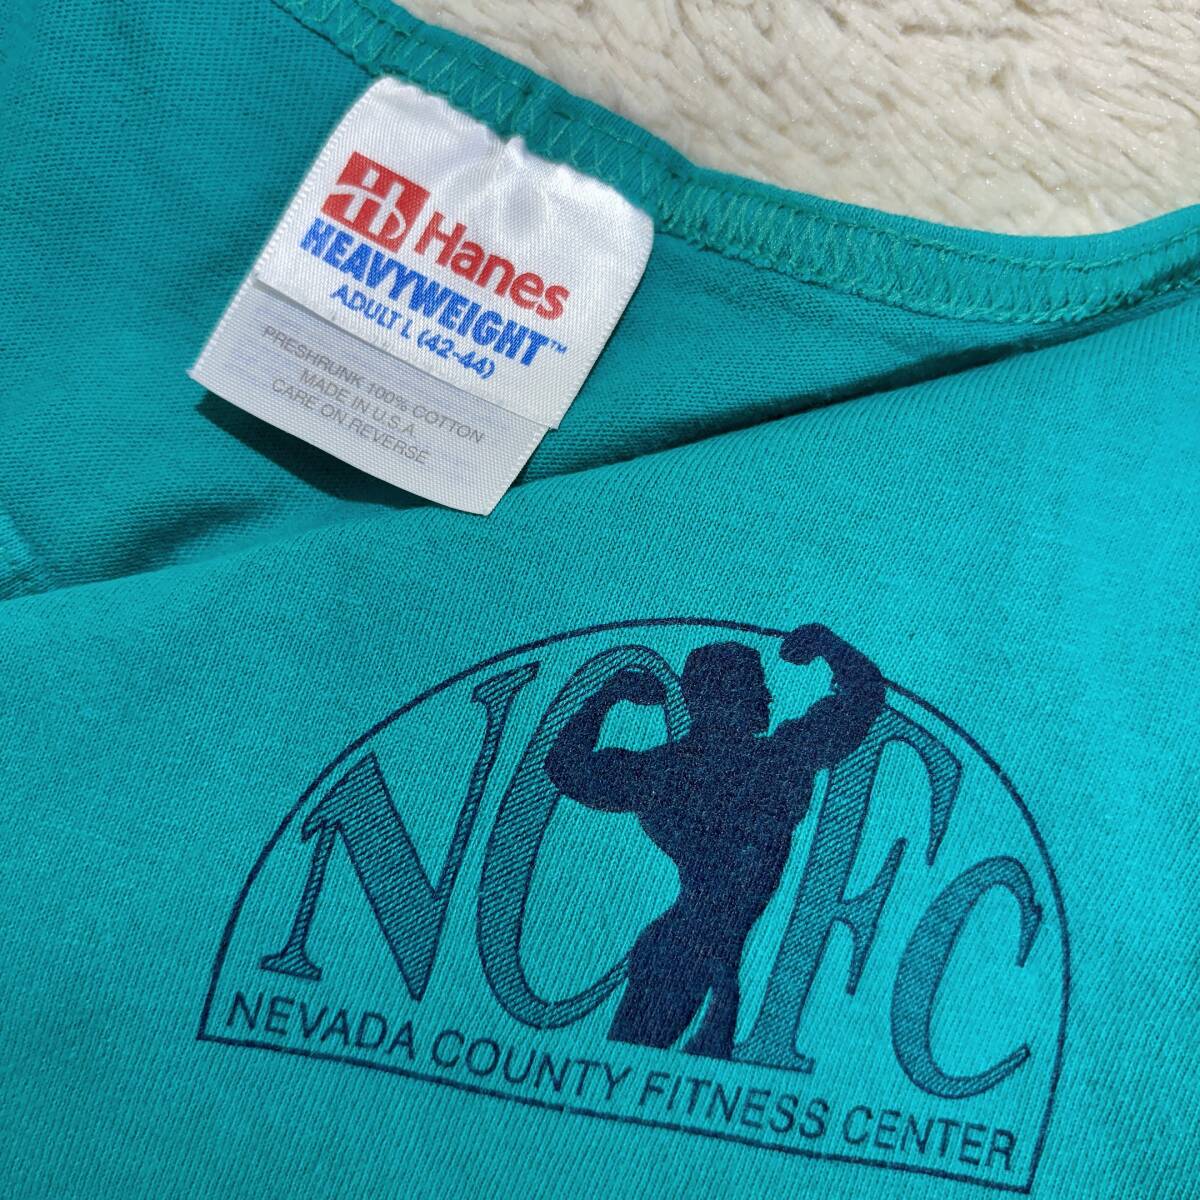 Hanes
HEAVYWEIGHT™
ADULT L (42-44)
PRESHRUNK 100% COTTON
MADE IN U.S.A
CARE ON REVERSE
NCFC
NEVADA COUNTY FITNESS CENTER